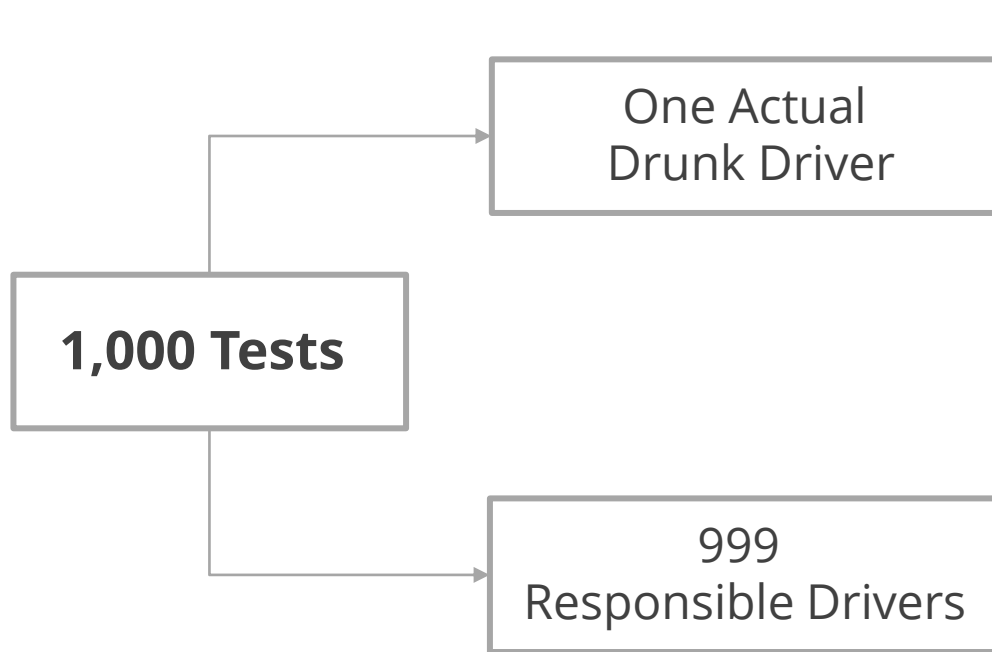 One Actual
Drunk Driver
1,000 Tests
999
Responsible Drivers